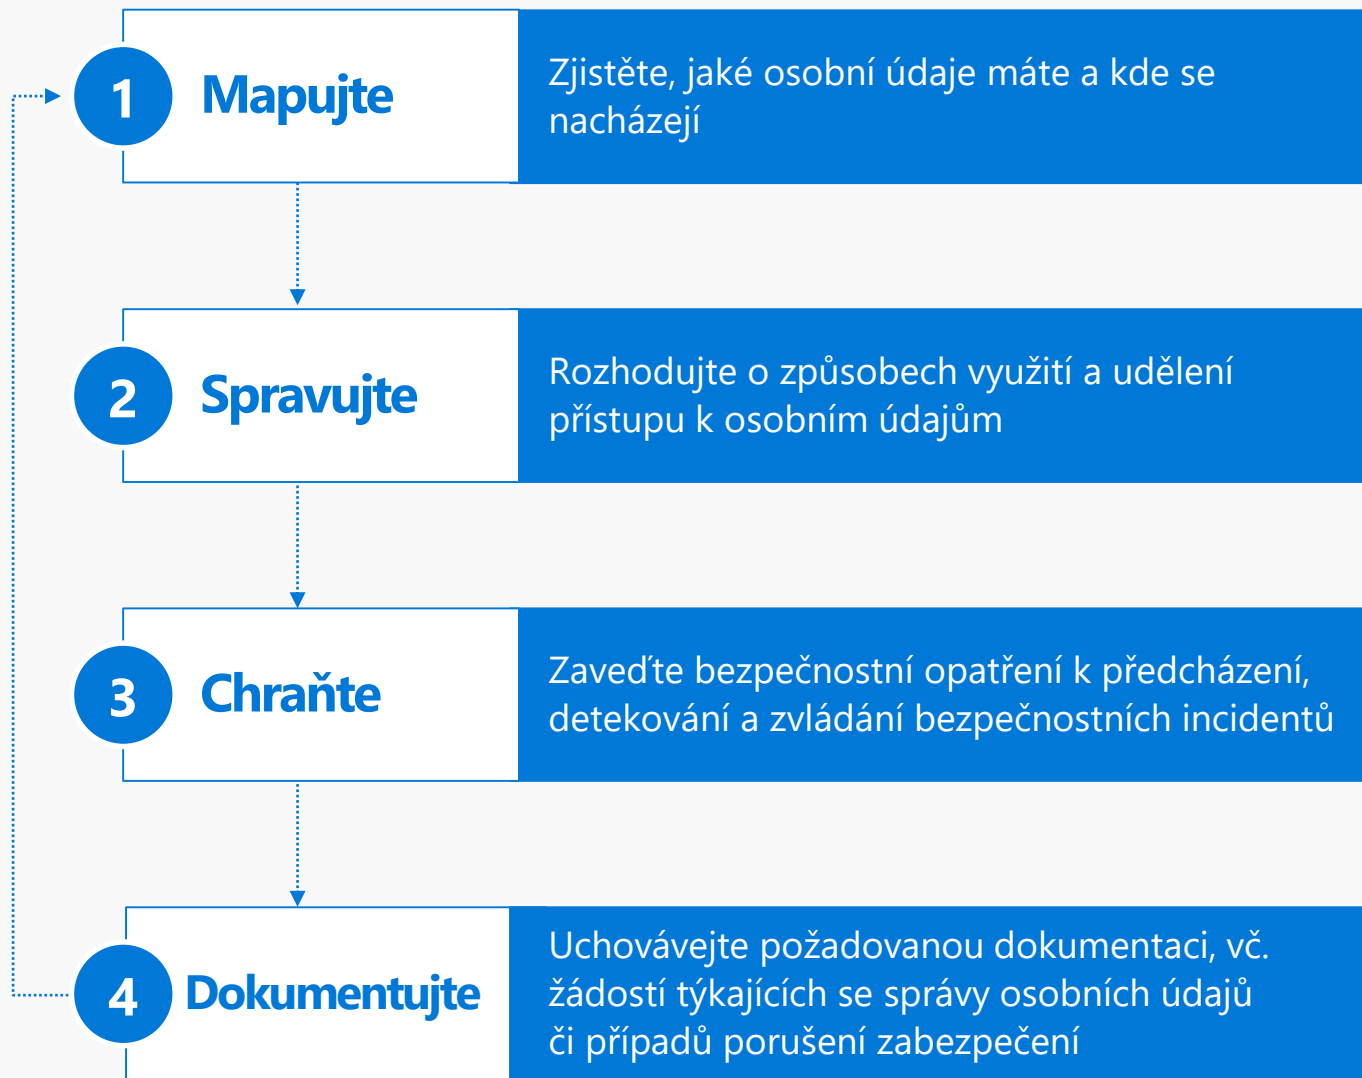 1
Mapujte
Zjistěte, jaké osobní údaje máte a kde se
nacházejí
2
Spravujte
Rozhodujte o způsobech využití a udělení
přístupu k osobním údajům
3
Chraňte
Zaveďte bezpečnostní opatření k předcházení,
detekování a zvládání bezpečnostních incidentů
4
Dokumentujte
Uchovávejte požadovanou dokumentaci, vč.
žádostí týkajících se správy osobních údajů
či případů porušení zabezpečení